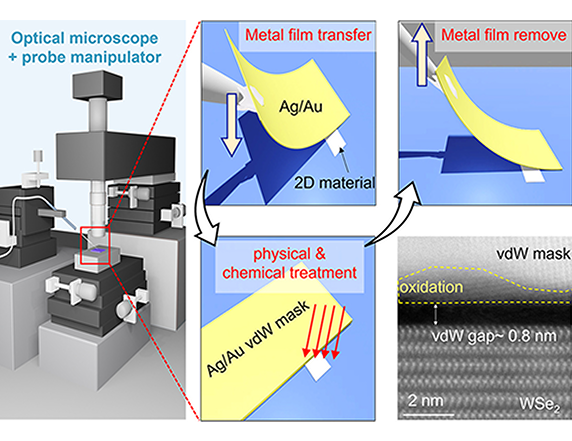 Optical microscope
+ probe manipulator
Metal film transfer
Ag/Au
2D material
Metal film remove
physical &
chemical treatment
Ag/Au vdW mask
vdW mask
oxidation
vdW gap~ 0.8 nm
2 nm
WSe₂